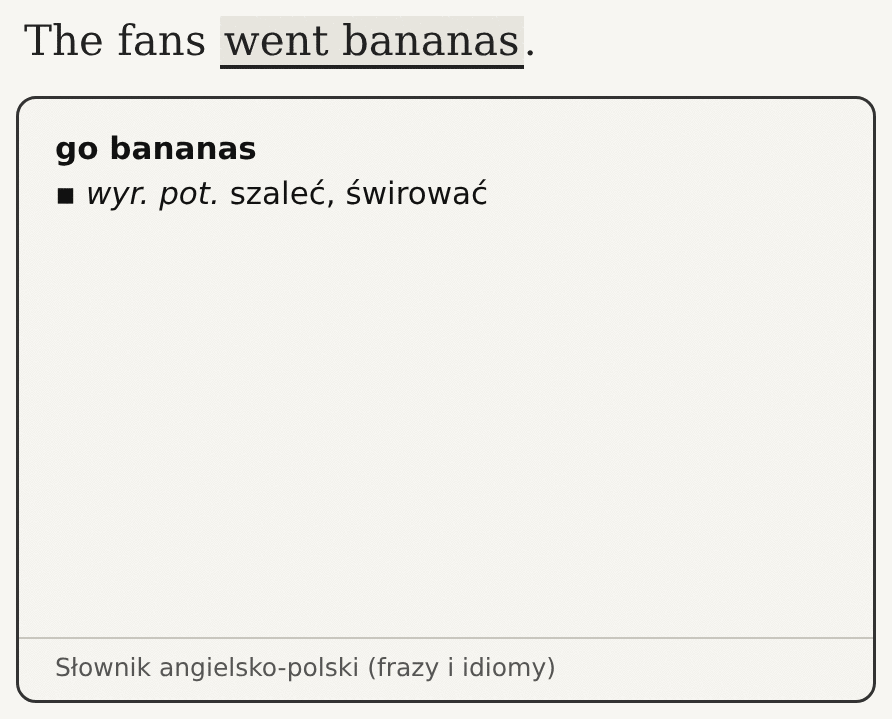 The fans went bananas.
go bananas
▪ wyr. pot. szaleć, świrować
Słownik angielsko-polski (frazy i idiomy)